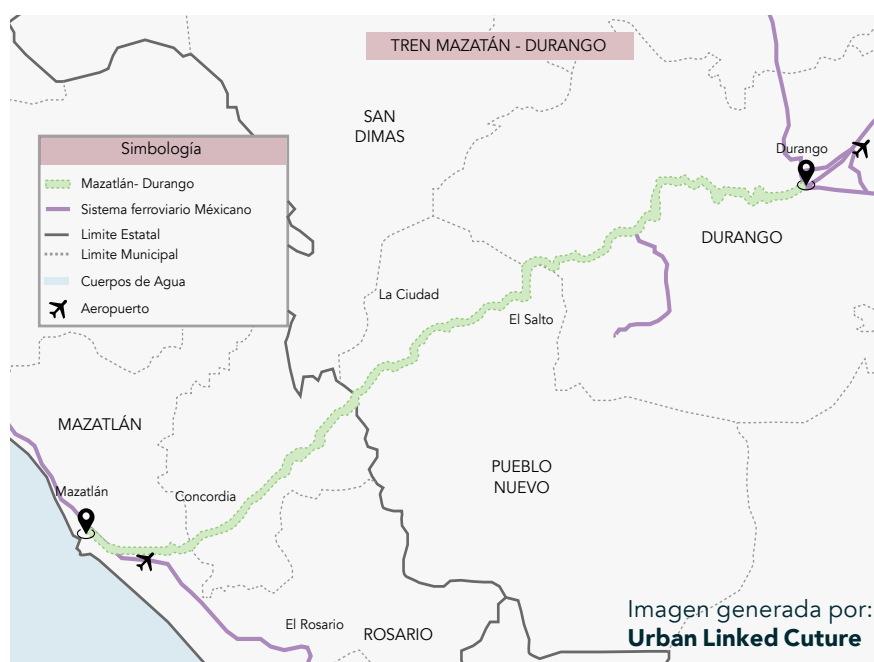 TREN MAZATÁN - DURANGO
SAN
DIMAS
Simbología
Mazatlán- Durango
Sistema ferroviario Méxicano
Limite Estatal
Limite Municipal
Cuerpos de Agua
Aeropuerto
Durango
DURANGO
La Ciudad
El Salto
MAZATLÁN
PUEBLO
NUEVO
Mazatlán
Concordia
El Rosario
ROSARIO
Imagen generada por:
Urban Linked Cuture